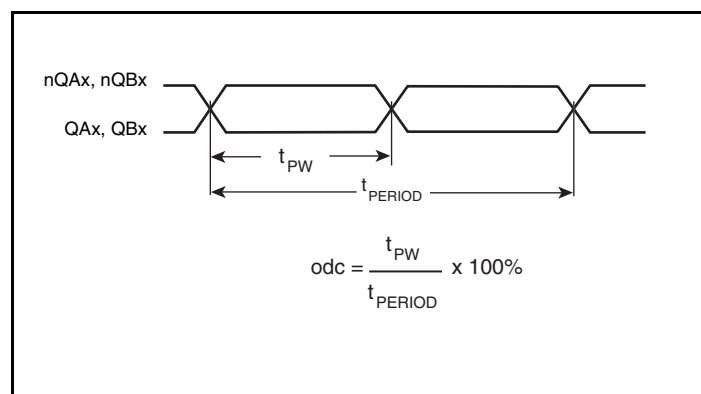 nQAx, nQBx
QAx, QBx
tPW
tPERIOD
odc = tPW / tPERIOD x 100%